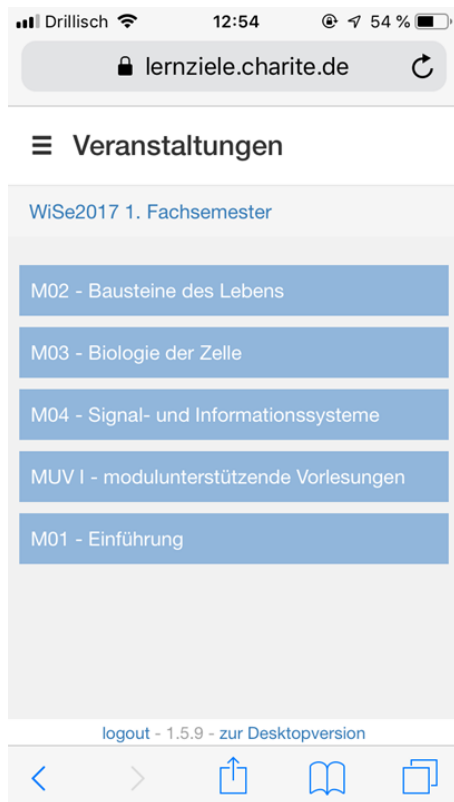 Drillisch 12:54 54 %
lernziele.charite.de
Veranstaltungen
WiSe2017 1. Fachsemester
M02 - Bausteine des Lebens
M03 - Biologie der Zelle
M04 - Signal- und Informationssysteme
MUV I - modulunterstützende Vorlesungen
M01 - Einführung
logout - 1.5.9 - zur Desktopversion